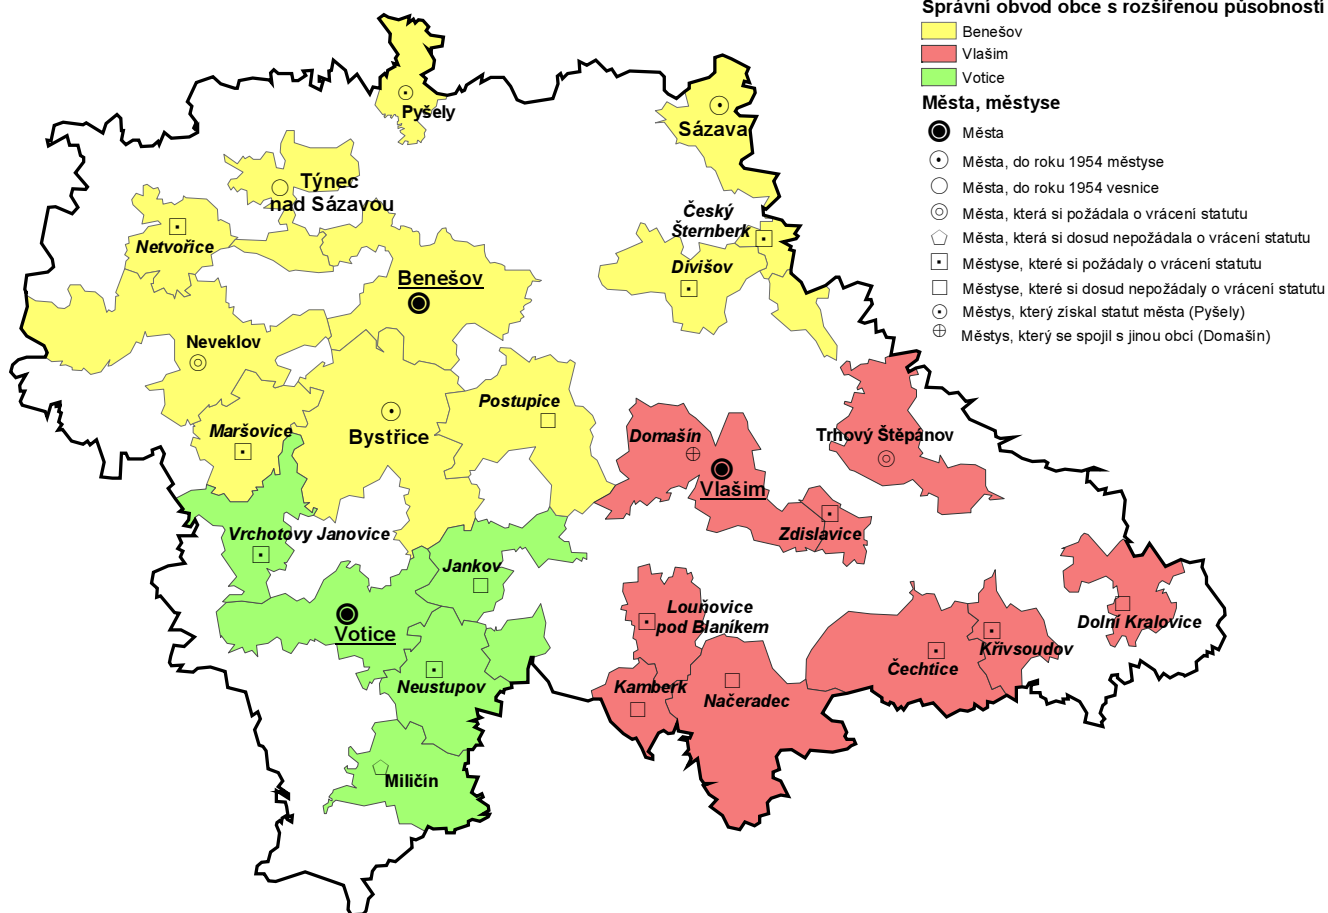 Správní obvod obce s rozšířenou působností
Benešov
Vlašim
Votice
Města, městyse
Města
Města, do roku 1954 městyse
Města, do roku 1954 vesnice
Města, která si požádala o vrácení statutu
Města, která si dosud nepožádala o vrácení statutu
Městyse, které si požádaly o vrácení statutu
Městyse, které si dosud nepožádaly o vrácení statutu
Městys, který získal statut města (Pyšely)
Městys, který se spojil s jinou obcí (Domašín)
Pyšely
Sázava
Týnec
nad Sázavou
Český
Šternberk
Netvořice
Divišov
Benešov
Neveklov
Postupice
Maršovice
Bystřice
Domašín
Trhový Štěpánov
Vlašim
Vrchotovy Janovice
Zdislavice
Jankov
Louňovice
pod Blaníkem
Dolní Kralovice
Votice
Křivsoudov
Čechtice
Neustupov
Kamberk
Načeradec
Miličín